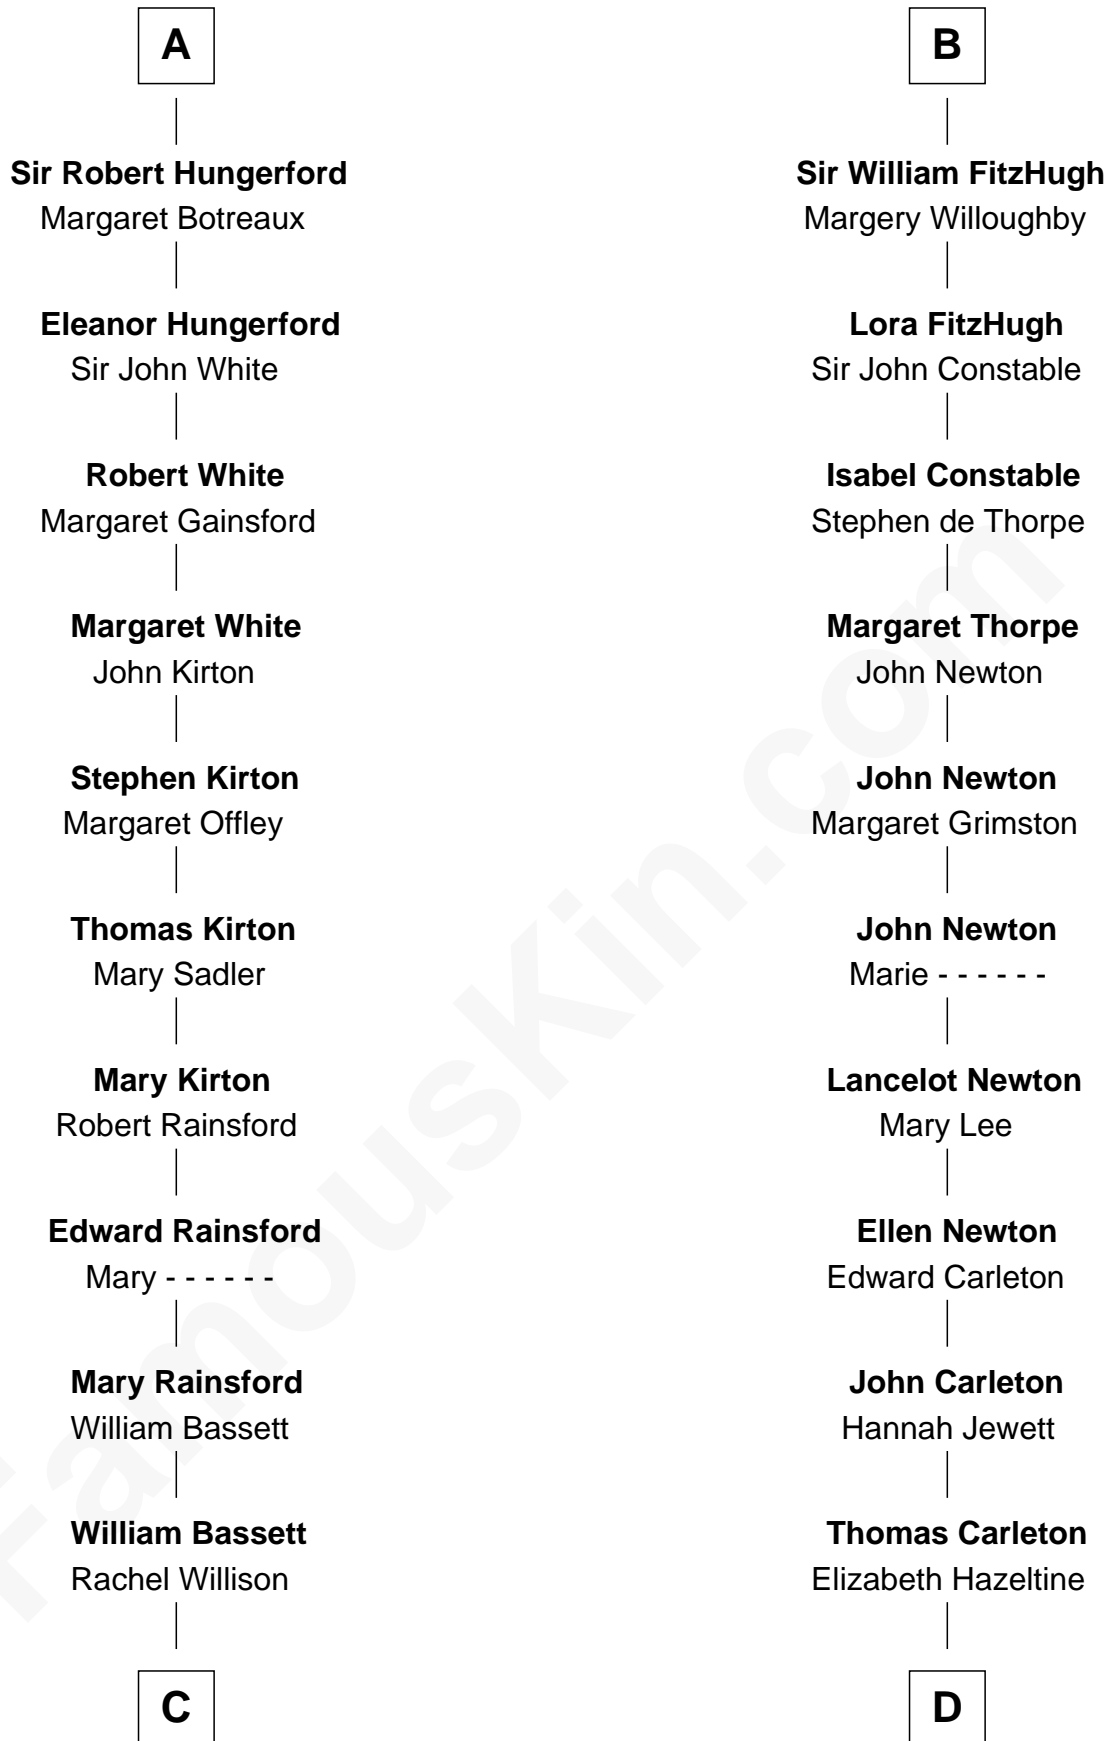 A
Sir Robert Hungerford
Margaret Botreaux
Eleanor Hungerford
Sir John White
Robert White
Margaret Gainsford
Margaret White
John Kirton
Stephen Kirton
Margaret Offley
Thomas Kirton
Mary Sadler
Mary Kirton
Robert Rainsford
Edward Rainsford
Mary - - - - - -
Mary Rainsford
William Bassett
William Bassett
Rachel Willison
C
B
Sir William FitzHugh
Margery Willoughby
Lora FitzHugh
Sir John Constable
Isabel Constable
Stephen de Thorpe
Margaret Thorpe
John Newton
John Newton
Margaret Grimston
John Newton
Marie - - - - - -
Lancelot Newton
Mary Lee
Ellen Newton
Edward Carleton
John Carleton
Hannah Jewett
Thomas Carleton
Elizabeth Hazeltine
D
FamousKin.com